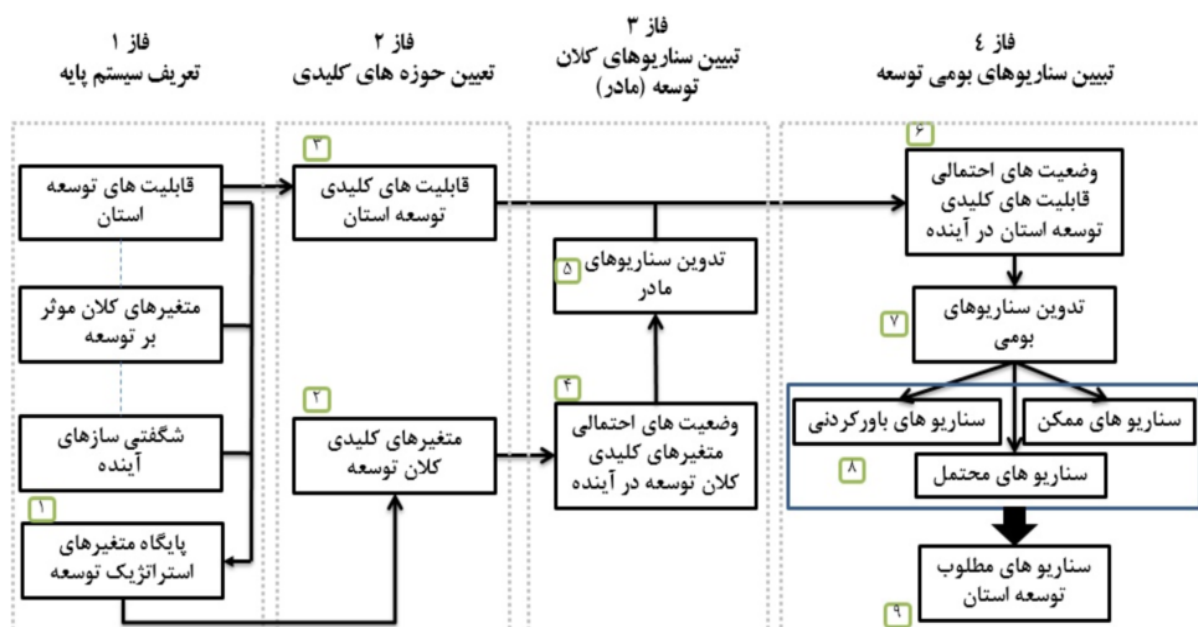 فاز ۱
تعریف سیستم پایه
قابلیت های توسعه
استان
متغیرهای کلان موثر
بر توسعه
شگفتی سازهای
آینده
۱
پایگاه متغیرهای
استراتژیک توسعه
فاز ۲
تعیین حوزه های کلیدی
۳
قابلیت های کلیدی
توسعه استان
۲
متغیرهای کلیدی
کلان توسعه
فاز ۳
تبیین سناریوهای کلان
توسعه (مادر)
تدوین سناریوهای
مادر
۵
۴
وضعیت های احتمالی
متغیرهای کلیدی
کلان توسعه در آینده
فاز ٤
تبیین سناریوهای بومی توسعه
۶
وضعیت های احتمالی
قابلیت های کلیدی
توسعه استان در آینده
تدوین سناریوهای
بومی
۷
سناریو های ممکن
سناریو های باورکردنی
سناریو های محتمل
۸
سناریو های مطلوب
توسعه استان
۹